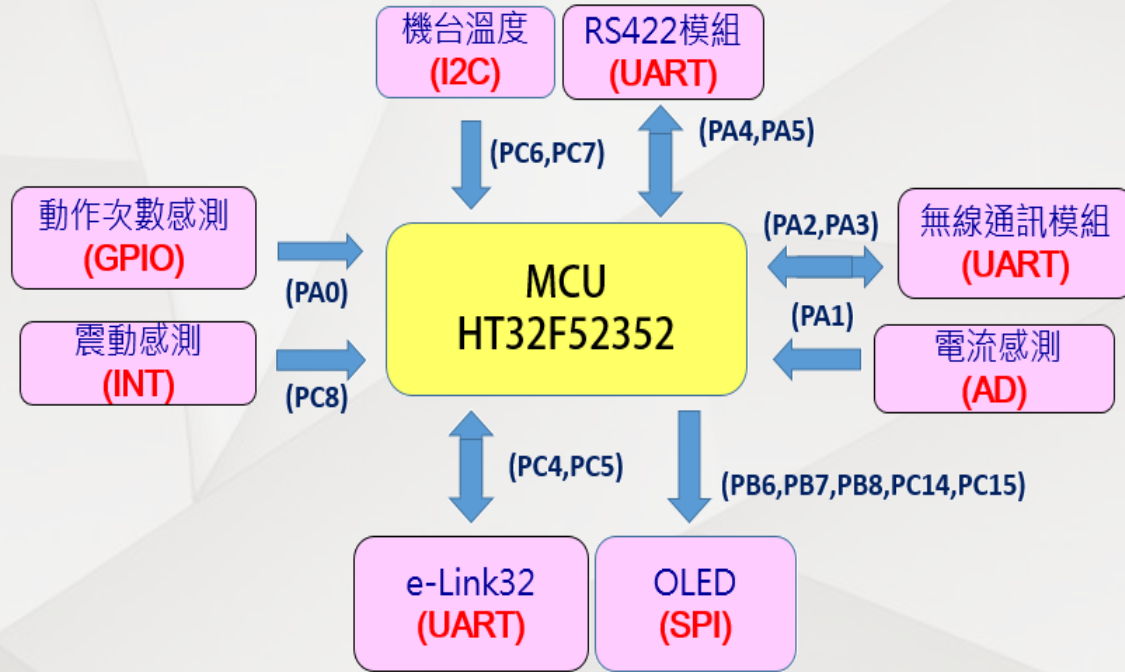 機台溫度
(I2C)
RS422模組
(UART)
(PC6,PC7)
(PA4,PA5)
動作次數感測
(GPIO)
(PA0)
震動感測
(INT)
(PC8)
MCU
HT32F52352
(PA2,PA3)
無線通訊模組
(UART)
(PA1)
電流感測
(AD)
(PC4,PC5)
(PB6,PB7,PB8,PC14,PC15)
e-Link32
(UART)
OLED
(SPI)